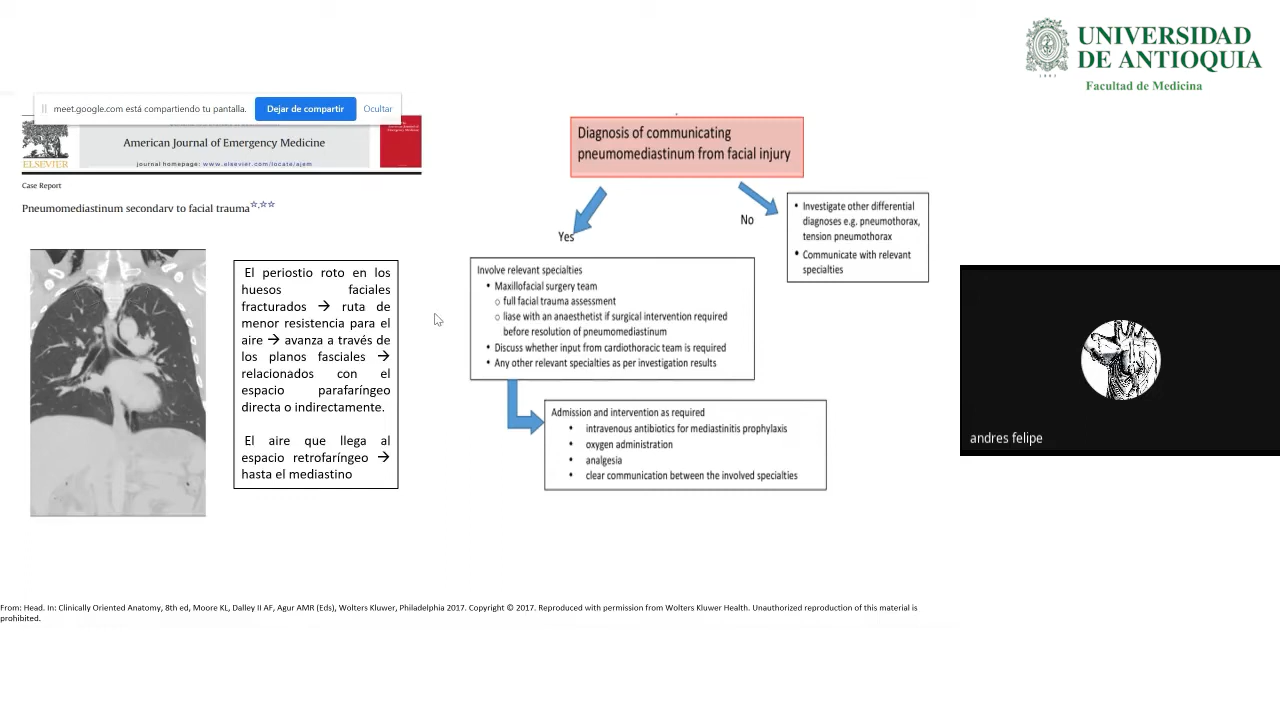 UNIVERSIDAD
DE ANTIOQUIA
1803
Facultad de Medicina
meet.google.com está compartiendo tu pantalla.
Dejar de compartir
Ocultar
ELSEVIER
American Journal of Emergency Medicine
journal homepage: www.elsevier.com/locate/ajem
Case Report
Pneumomediastinum secondary to facial trauma☆,☆☆
El periostio roto en los
huesos faciales
fracturados → ruta de
menor resistencia para el
aire → avanza a través de
los planos fasciales →
relacionados con el
espacio parafaríngeo
directa o indirectamente.
El aire que llega al
espacio retrofaríngeo →
hasta el mediastino
Diagnosis of communicating
pneumomediastinum from facial injury
Yes
No
• Investigate other differential
diagnoses e.g. pneumothorax,
tension pneumothorax
• Communicate with relevant
specialties
Involve relevant specialties
• Maxillofacial surgery team
o full facial trauma assessment
o liase with an anaesthetist if surgical intervention required
before resolution of pneumomediastinum
• Discuss whether input from cardiothoracic team is required
• Any other relevant specialties as per investigation results
Admission and intervention as required
• intravenous antibiotics for mediastinitis prophylaxis
• oxygen administration
• analgesia
• clear communication between the involved specialties
andres felipe
From: Head. In: Clinically Oriented Anatomy, 8th ed, Moore KL, Dalley II AF, Agur AMR (Eds), Wolters Kluwer, Philadelphia 2017. Copyright © 2017. Reproduced with permission from Wolters Kluwer Health. Unauthorized reproduction of this material is
prohibited.